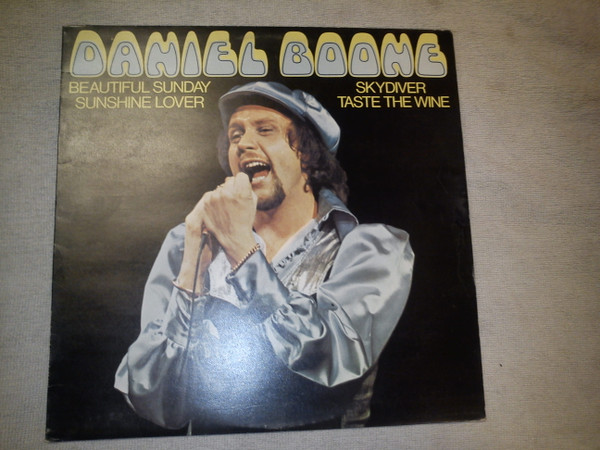 DANIEL BOONE
BEAUTIFUL SUNDAY
SUNSHINE LOVER
SKYDIVER
TASTE THE WINE